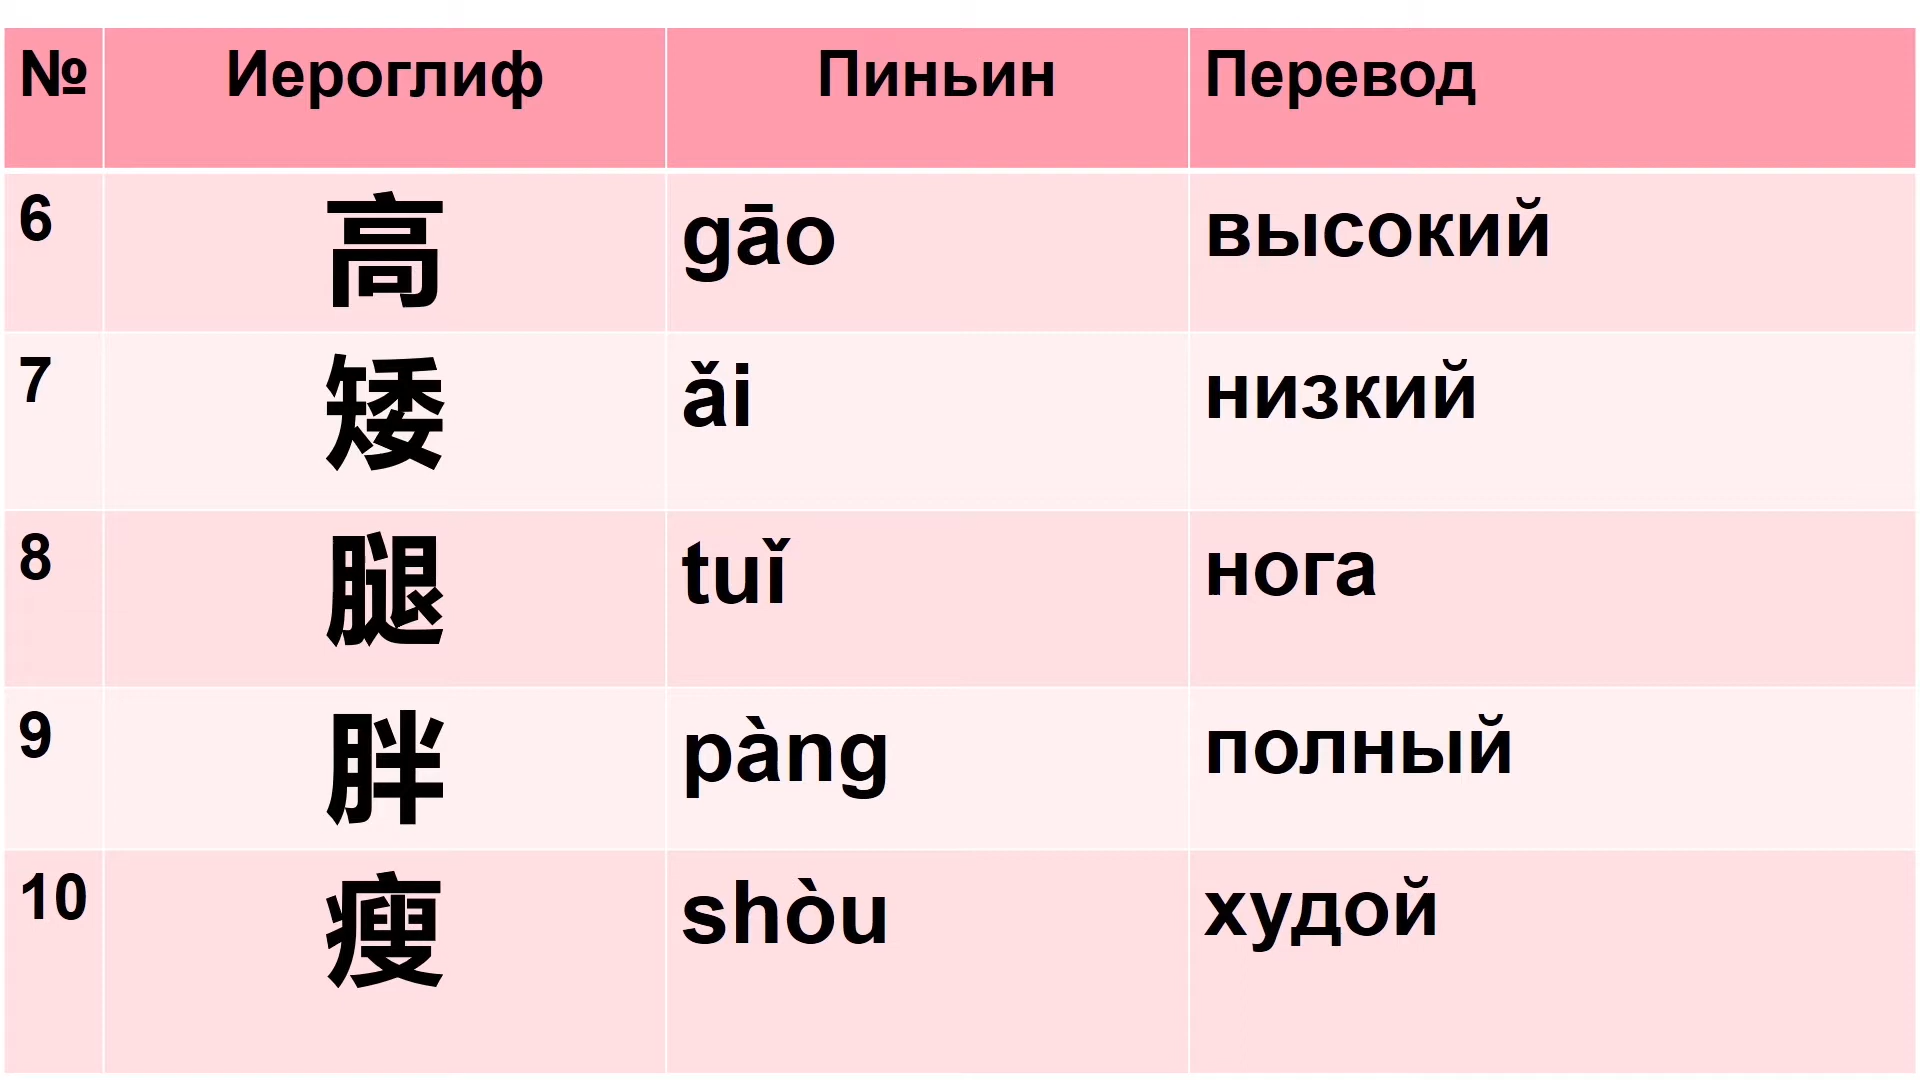 № Иероглиф Пиньин Перевод
6 高 gāo высокий
7 矮 ǎi низкий
8 腿 tuǐ нога
9 胖 pàng полный
10 瘦 shòu худой